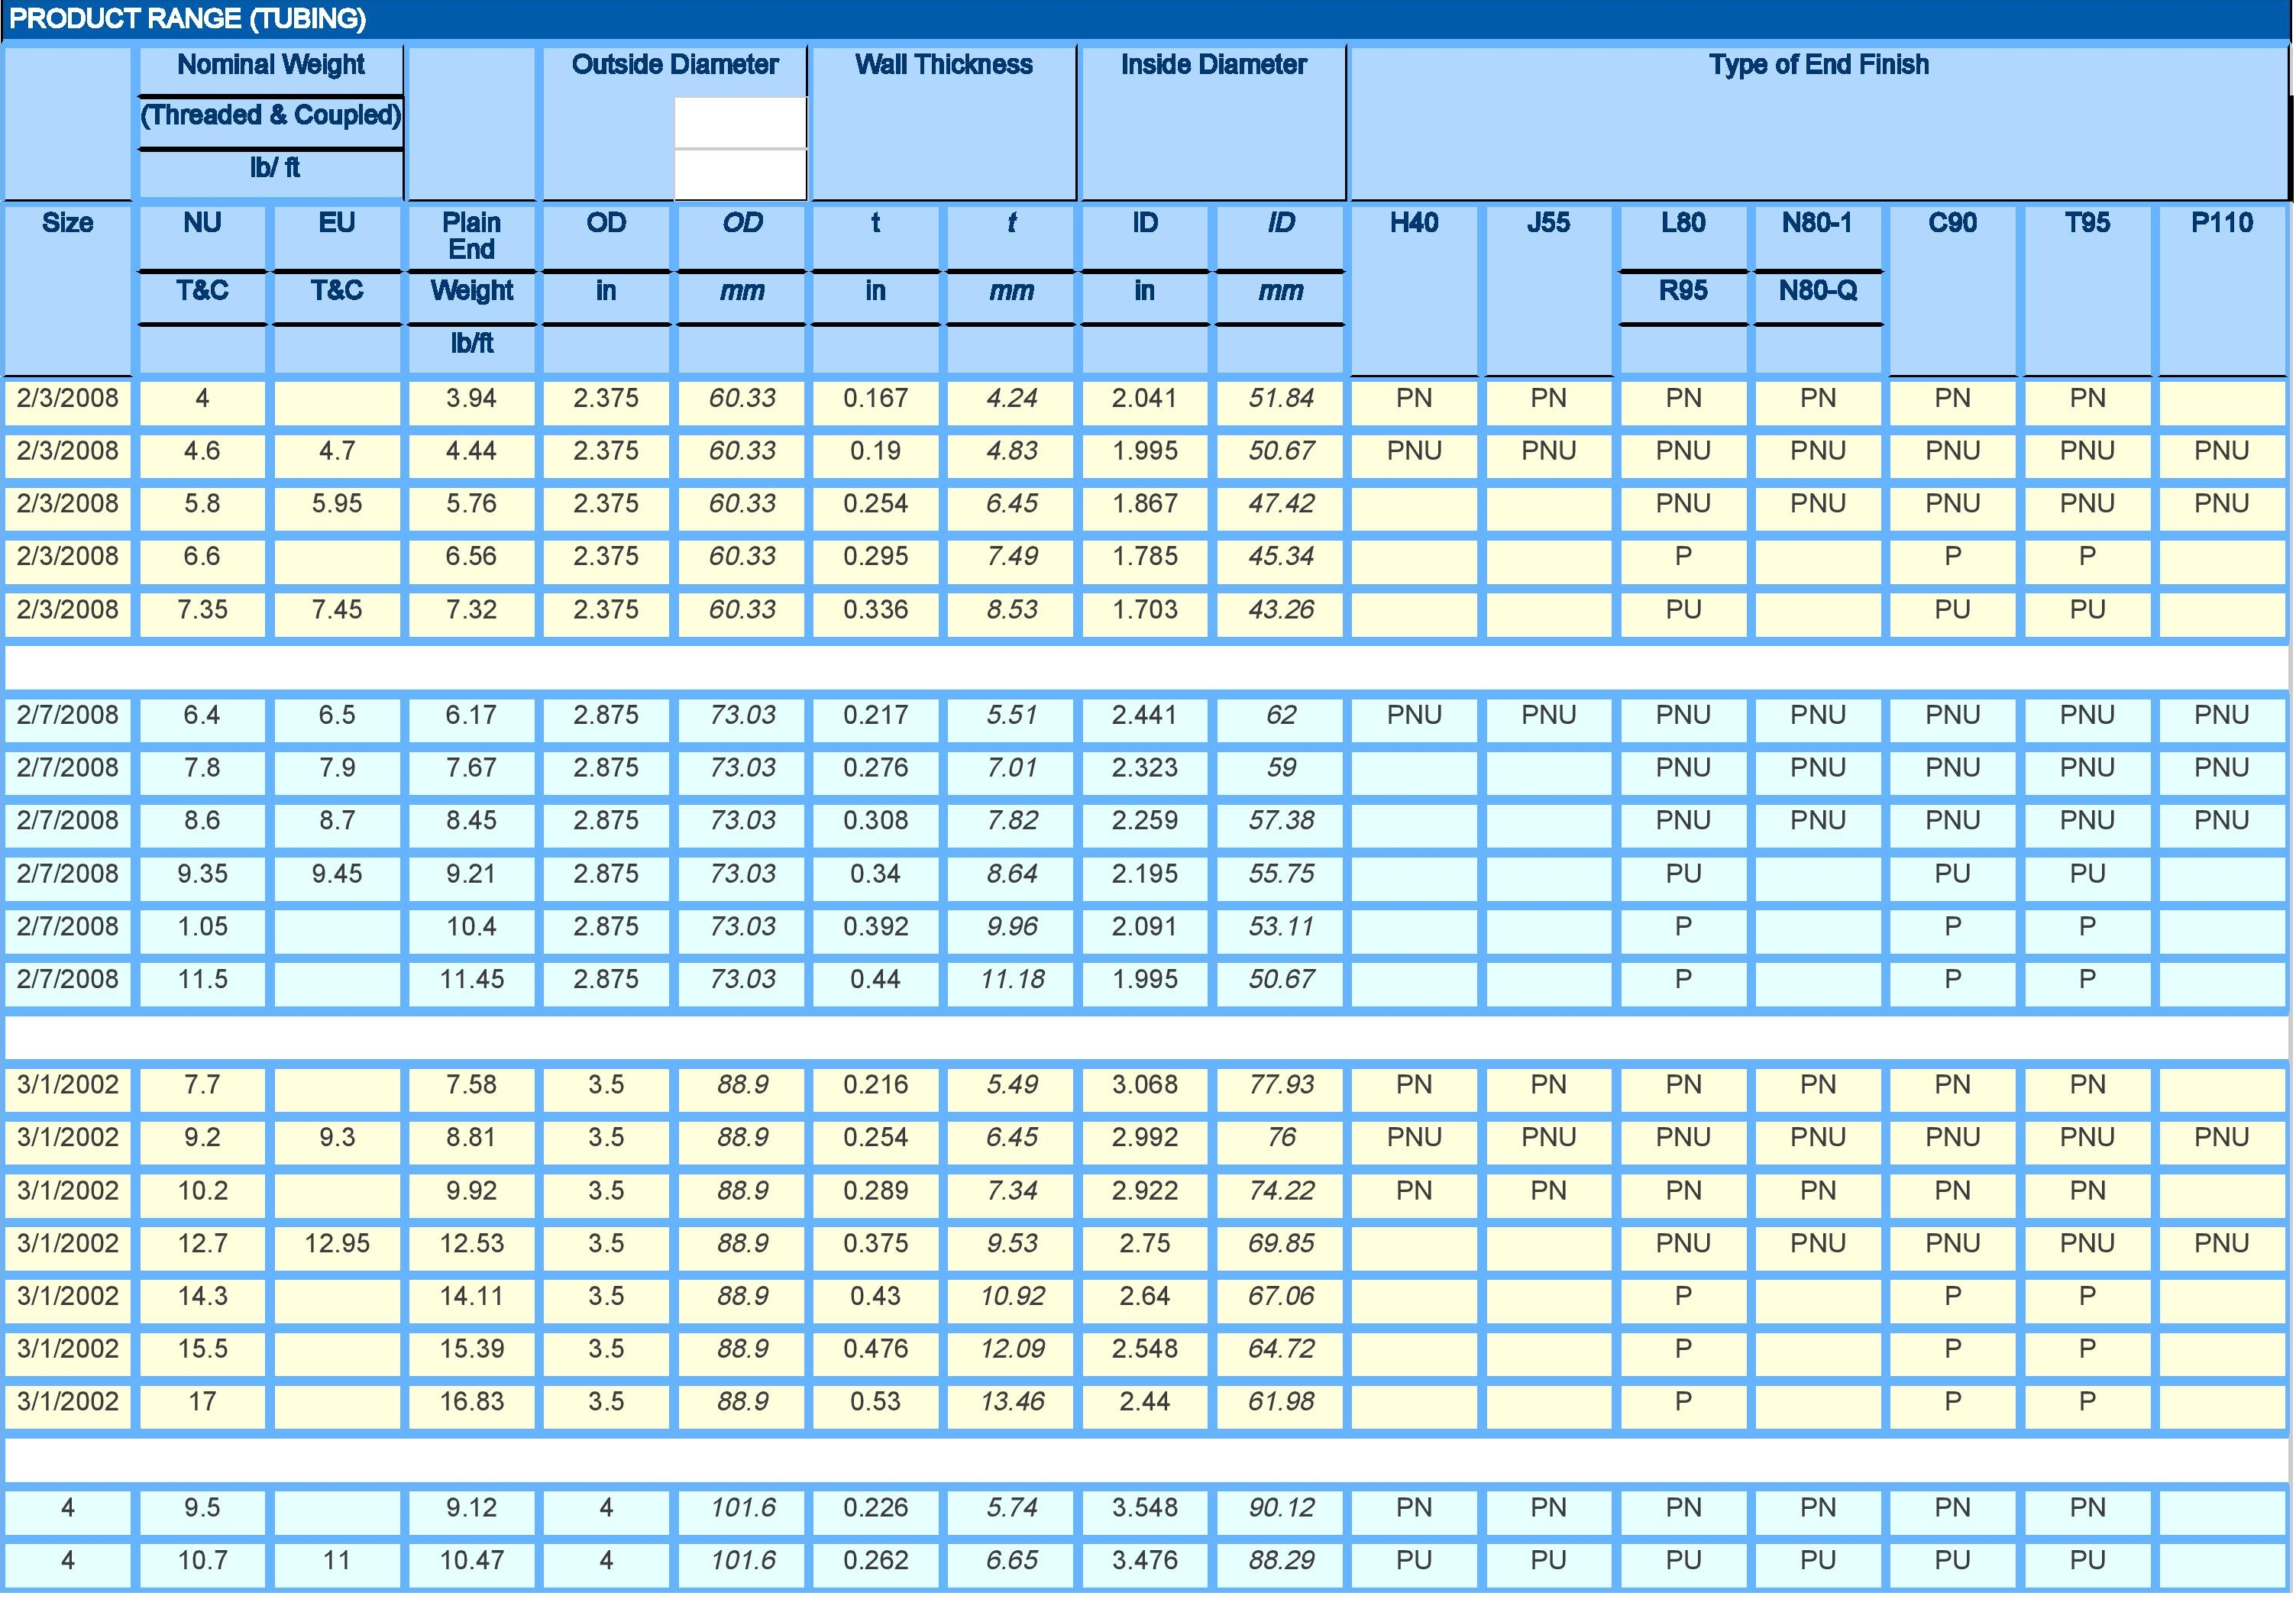 PRODUCT RANGE (TUBING)
Nominal Weight Outside Diameter Wall Thickness Inside Diameter Type of End Finish
(Threaded & Coupled)
lb/ ft
Size NU EU Plain End OD OD t t ID ID H40 J55 L80 N80-1 C90 T95 P110
T&C T&C Weight in mm in mm in mm R95 N80-Q
lb/ft
2/3/2008 4 3.94 2.375 60.33 0.167 4.24 2.041 51.84 PN PN PN PN PN PN
2/3/2008 4.6 4.7 4.44 2.375 60.33 0.19 4.83 1.995 50.67 PNU PNU PNU PNU PNU PNU PNU
2/3/2008 5.8 5.95 5.76 2.375 60.33 0.254 6.45 1.867 47.42 PNU PNU PNU PNU PNU
2/3/2008 6.6 6.56 2.375 60.33 0.295 7.49 1.785 45.34 P P P
2/3/2008 7.35 7.45 7.32 2.375 60.33 0.336 8.53 1.703 43.26 PU PU PU
2/7/2008 6.4 6.5 6.17 2.875 73.03 0.217 5.51 2.441 62 PNU PNU PNU PNU PNU PNU PNU
2/7/2008 7.8 7.9 7.67 2.875 73.03 0.276 7.01 2.323 59 PNU PNU PNU PNU PNU
2/7/2008 8.6 8.7 8.45 2.875 73.03 0.308 7.82 2.259 57.38 PNU PNU PNU PNU PNU
2/7/2008 9.35 9.45 9.21 2.875 73.03 0.34 8.64 2.195 55.75 PU PU PU
2/7/2008 1.05 10.4 2.875 73.03 0.392 9.96 2.091 53.11 P P P
2/7/2008 11.5 11.45 2.875 73.03 0.44 11.18 1.995 50.67 P P P
3/1/2002 7.7 7.58 3.5 88.9 0.216 5.49 3.068 77.93 PN PN PN PN PN PN
3/1/2002 9.2 9.3 8.81 3.5 88.9 0.254 6.45 2.992 76 PNU PNU PNU PNU PNU PNU PNU
3/1/2002 10.2 9.92 3.5 88.9 0.289 7.34 2.922 74.22 PN PN PN PN PN PN
3/1/2002 12.7 12.95 12.53 3.5 88.9 0.375 9.53 2.75 69.85 PNU PNU PNU PNU PNU
3/1/2002 14.3 14.11 3.5 88.9 0.43 10.92 2.64 67.06 P P P
3/1/2002 15.5 15.39 3.5 88.9 0.476 12.09 2.548 64.72 P P P
3/1/2002 17 16.83 3.5 88.9 0.53 13.46 2.44 61.98 P P P
4 9.5 9.12 4 101.6 0.226 5.74 3.548 90.12 PN PN PN PN PN PN
4 10.7 11 10.47 4 101.6 0.262 6.65 3.476 88.29 PU PU PU PU PU PU